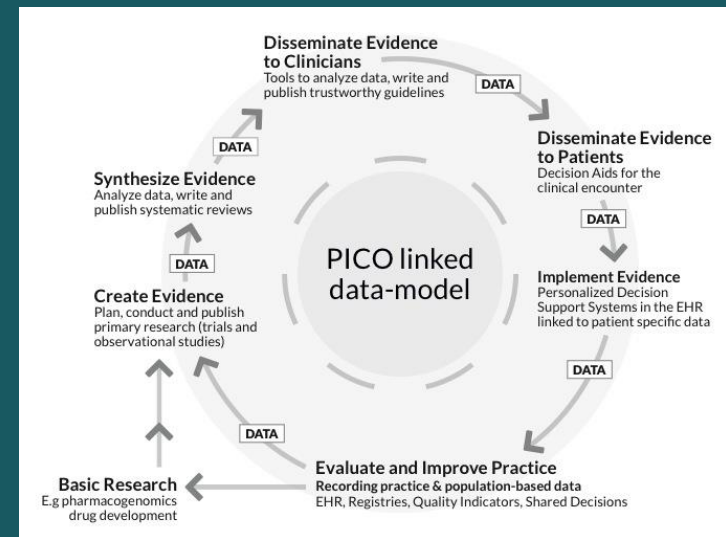 Disseminate Evidence
to Clinicians
Tools to analyze data, write and
publish trustworthy guidelines
DATA
Disseminate Evidence
to Patients
Decision Aids for the
clinical encounter
DATA
Implement Evidence
Personalized Decision
Support Systems in the EHR
linked to patient specific data
DATA
Evaluate and Improve Practice
Recording practice & population-based data
EHR, Registries, Quality Indicators, Shared Decisions
DATA
Basic Research
E.g pharmacogenomics
drug development
Create Evidence
Plan, conduct and publish
primary research (trials and
observational studies)
DATA
Synthesize Evidence
Analyze data, write and
publish systematic reviews
DATA
PICO linked
data-model